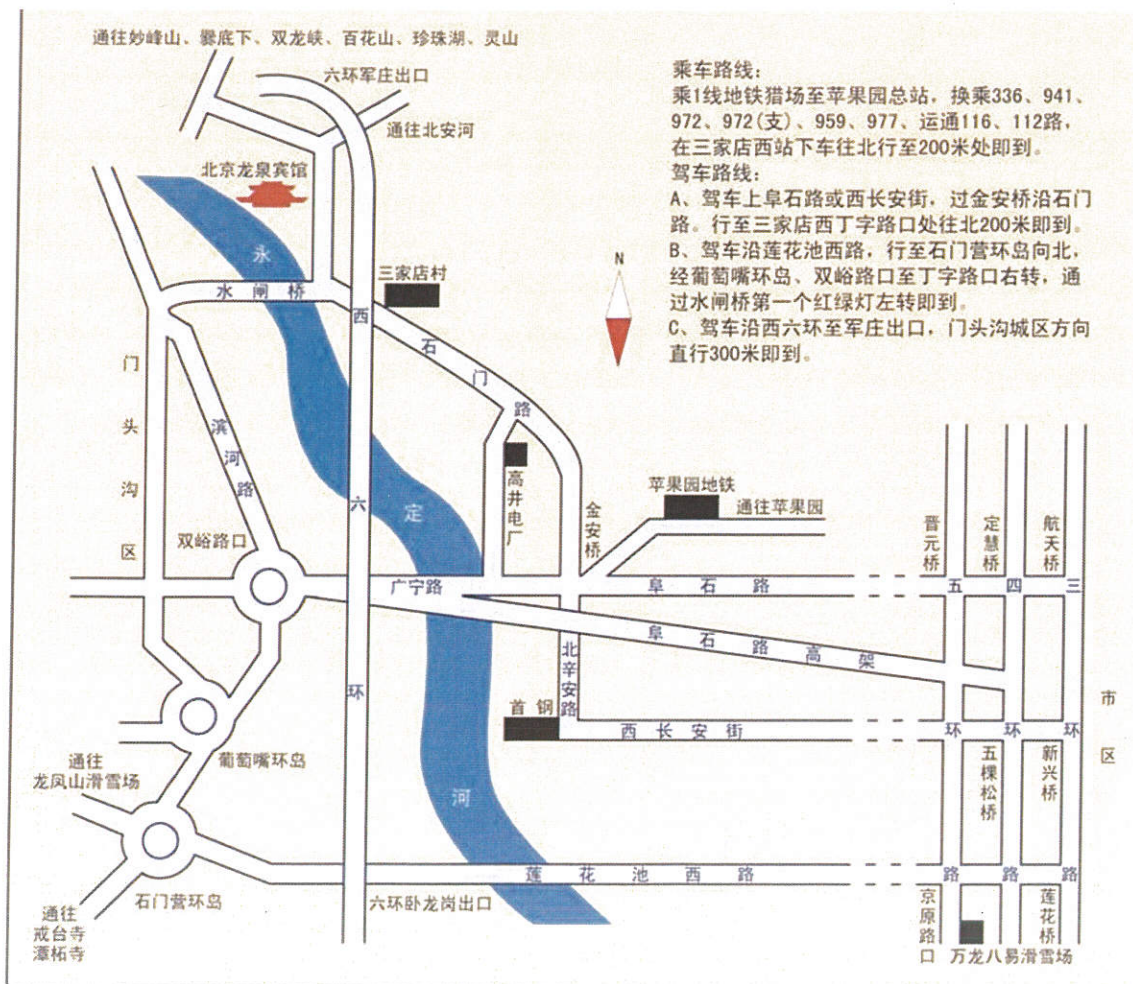 通往妙峰山、爨底下、双龙峡、百花山、珍珠湖、灵山
六环军庄出口
通往北安河
北京龙泉宾馆
乘车路线：
乘1线地铁猎场至苹果园总站，换乘336、941、
972、972(支)、959、977、运通116、112路，
在三家店西站下车往北行至200米处即到。
驾车路线：
A、驾车上阜石路或西长安街，过金安桥沿石门
路。行至三家店西丁字路口处往北200米即到。
B、驾车沿莲花池西路，行至石门营环岛向北，
经葡萄嘴环岛、双峪路口至丁字路口右转，通
过水闸桥第一个红绿灯左转即到。
C、驾车沿西六环至军庄出口，门头沟城区方向
直行300米即到。
N
永定河
三家店村
水闸桥
西六环
石门路
门头沟区
滨河路
高井电厂
苹果园地铁
通往苹果园
金安桥
双峪路口
晋元桥
定慧桥
航天桥
广宁路
阜石路
五环路
四环路
三环路
阜石路高架
北辛安路
首钢
西长安街
市区
葡萄嘴环岛
通往
龙凤山滑雪场
五棵松桥
新兴桥
莲花池西路
石门营环岛
六环卧龙岗出口
通往
戒台寺
潭柘寺
京原路口
莲花桥
万龙八易滑雪场